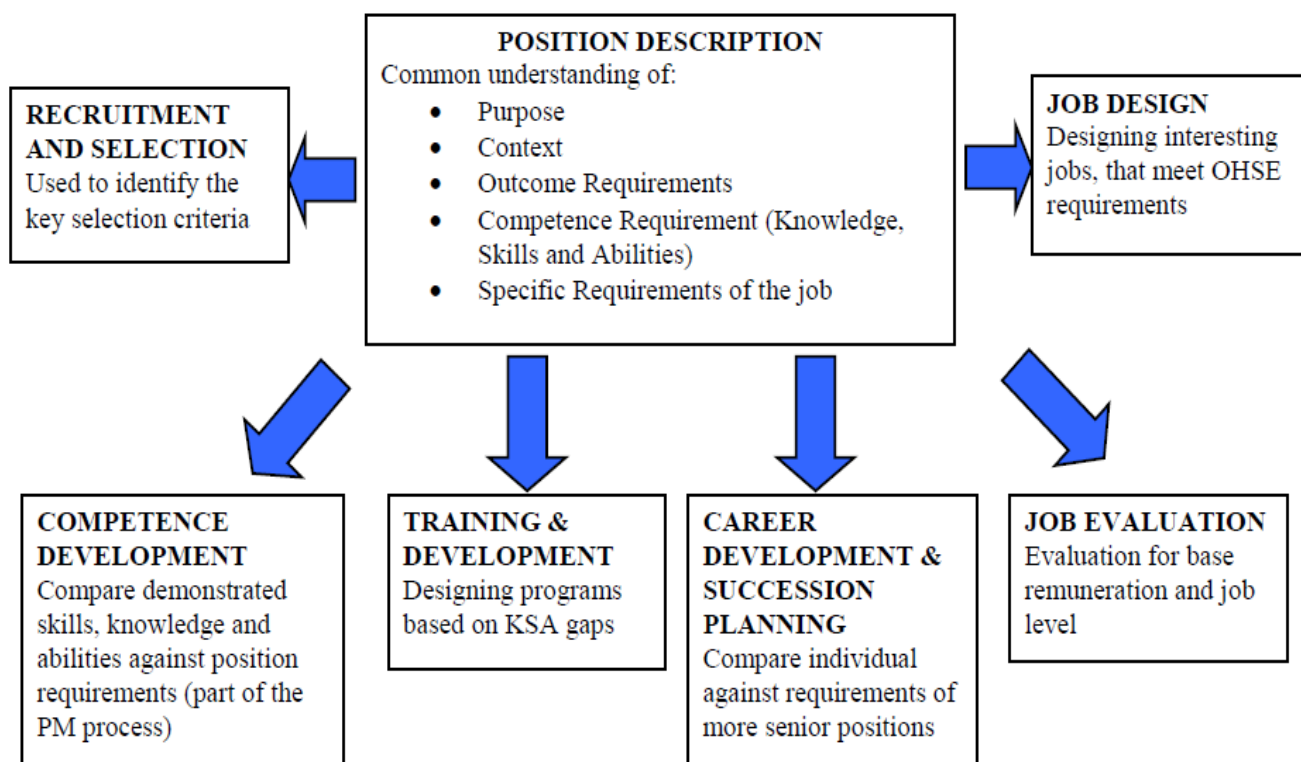 POSITION DESCRIPTION
Common understanding of:
• Purpose
• Context
• Outcome Requirements
• Competence Requirement (Knowledge,
Skills and Abilities)
• Specific Requirements of the job
RECRUITMENT
AND SELECTION
Used to identify the
key selection criteria
JOB DESIGN
Designing interesting
jobs, that meet OHSE
requirements
COMPETENCE
DEVELOPMENT
Compare demonstrated
skills, knowledge and
abilities against position
requirements (part of the
PM process)
TRAINING &
DEVELOPMENT
Designing programs
based on KSA gaps
CAREER
DEVELOPMENT &
SUCCESSION
PLANNING
Compare individual
against requirements of
more senior positions
JOB EVALUATION
Evaluation for base
remuneration and job
level